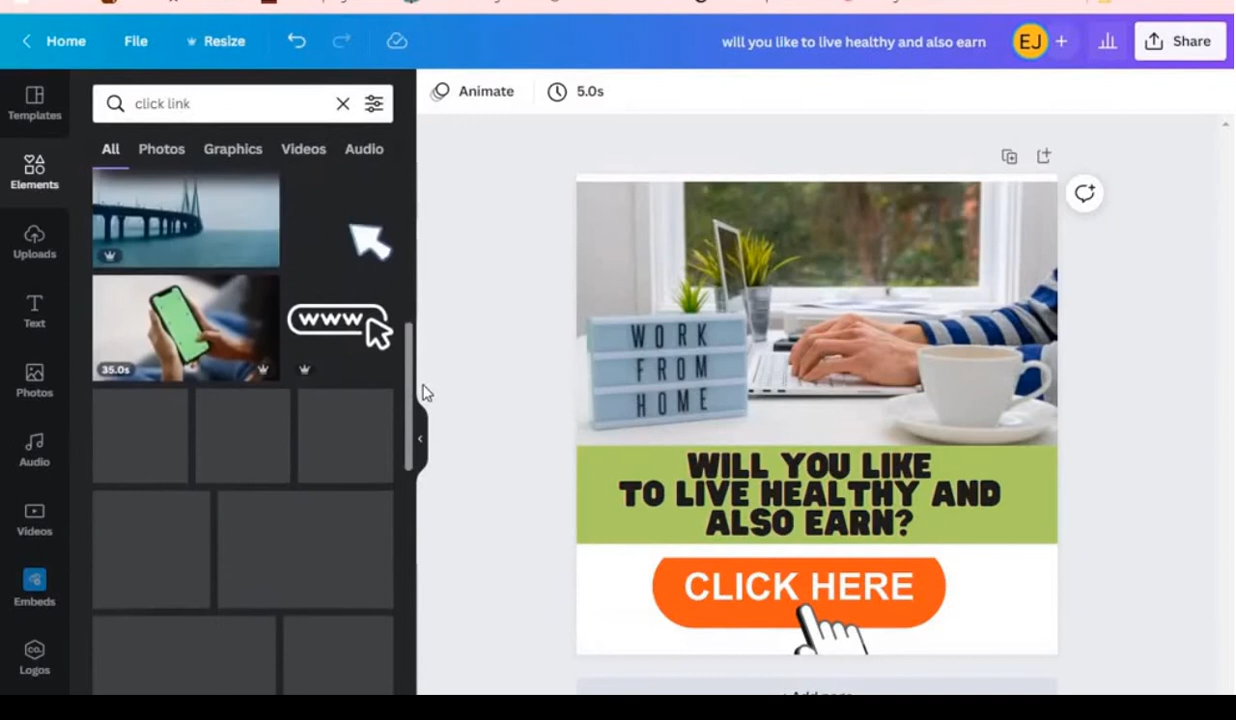 Home File Resize will you like to live healthy and also earn EJ + Share
Templates
Elements
Uploads
Text
Photos
Audio
Videos
Embeds
co.
Logos
click link
All Photos Graphics Videos Audio
35.0s
www
Animate 5.0s
WORK
FROM
HOME
WILL YOU LIKE
TO LIVE HEALTHY AND
ALSO EARN?
CLICK HERE